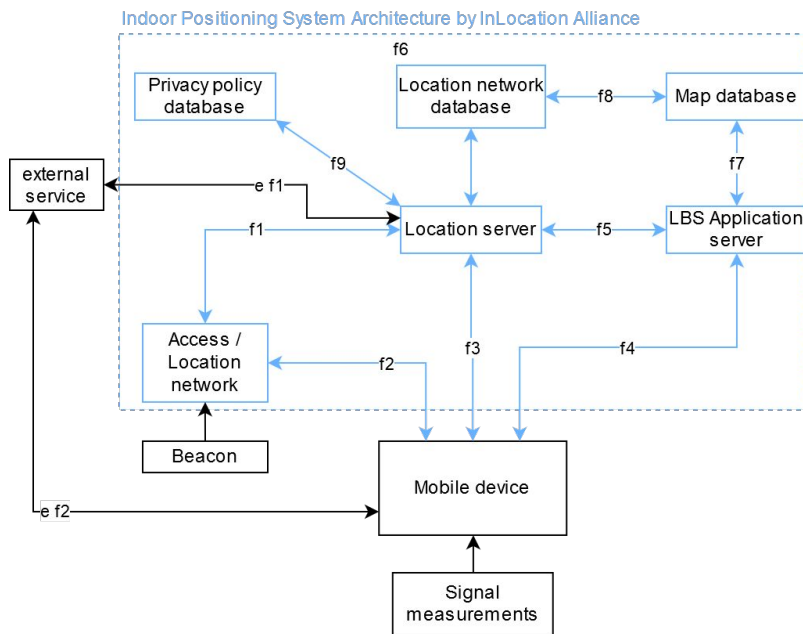 Indoor Positioning System Architecture by InLocation Alliance
f6
Privacy policy
database
Location network
database
f8
Map database
f9
f7
external
service
e f1
f1
Location server
f5
LBS Application
server
Access /
Location
network
f2
f3
f4
Beacon
Mobile device
e f2
Signal
measurements